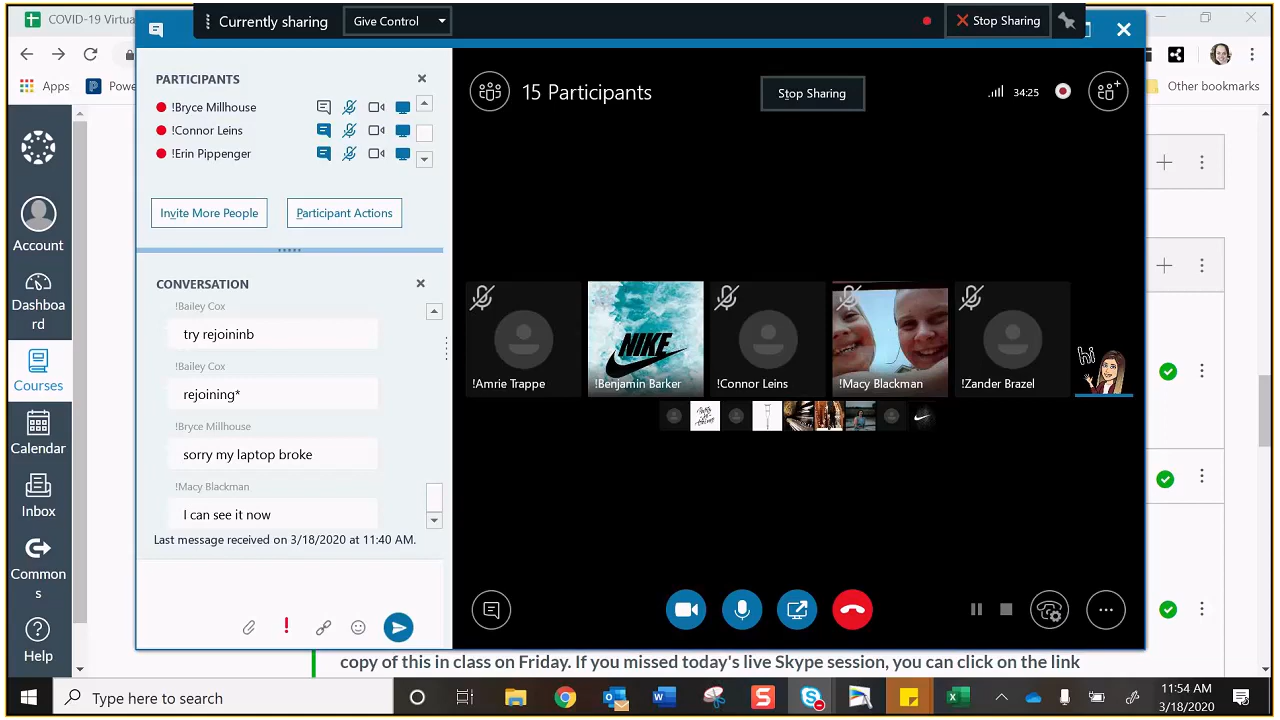 COVID-19 Virtua
Currently sharing
Give Control
Stop Sharing
Apps
Powe
Other bookmarks
PARTICIPANTS
!Bryce Millhouse
!Connor Leins
!Erin Pippenger
Invite More People
Participant Actions
15 Participants
Stop Sharing
34:25
Account
Dashboa
rd
Courses
Calendar
Inbox
Common
s
Help
CONVERSATION
!Bailey Cox
try rejoininb
!Bailey Cox
rejoining*
!Bryce Millhouse
sorry my laptop broke
!Macy Blackman
I can see it now
Last message received on 3/18/2020 at 11:40 AM.
!Amrie Trappe
NIKE
!Benjamin Barker
!Connor Leins
!Macy Blackman
!Zander Brazel
hi
copy of this in class on Friday. If you missed today's live Skype session, you can click on the link
Type here to search
11:54 AM
3/18/2020